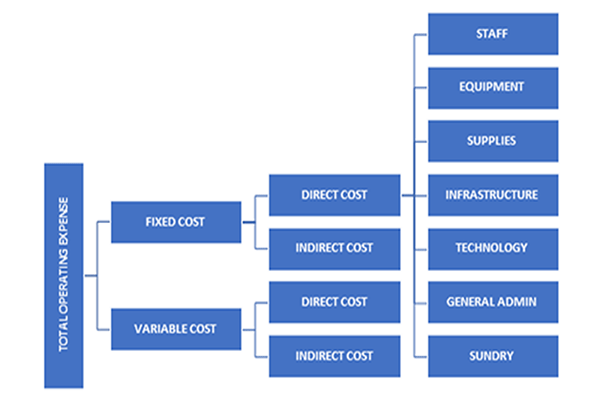 TOTAL OPERATING EXPENSE
FIXED COST
VARIABLE COST
DIRECT COST
INDIRECT COST
DIRECT COST
INDIRECT COST
STAFF
EQUIPMENT
SUPPLIES
INFRASTRUCTURE
TECHNOLOGY
GENERAL ADMIN
SUNDRY